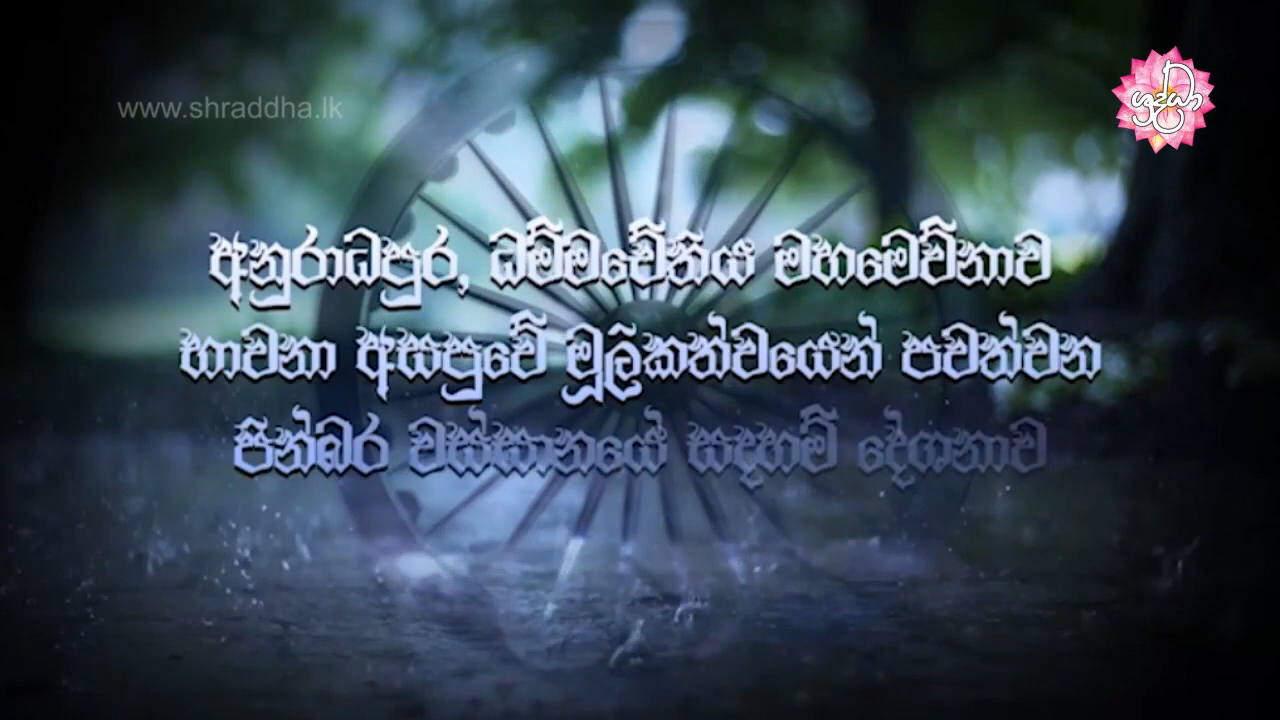 www.shraddha.lk
ශ්‍රද්ධා
අනුරාධපුර, ධම්මචේතිය මහමෙව්නාව
භාවනා අසපුවේ මූලිකත්වයෙන් පවත්වන
පින්බර වස්සානයේ සදහම් දේශනාව